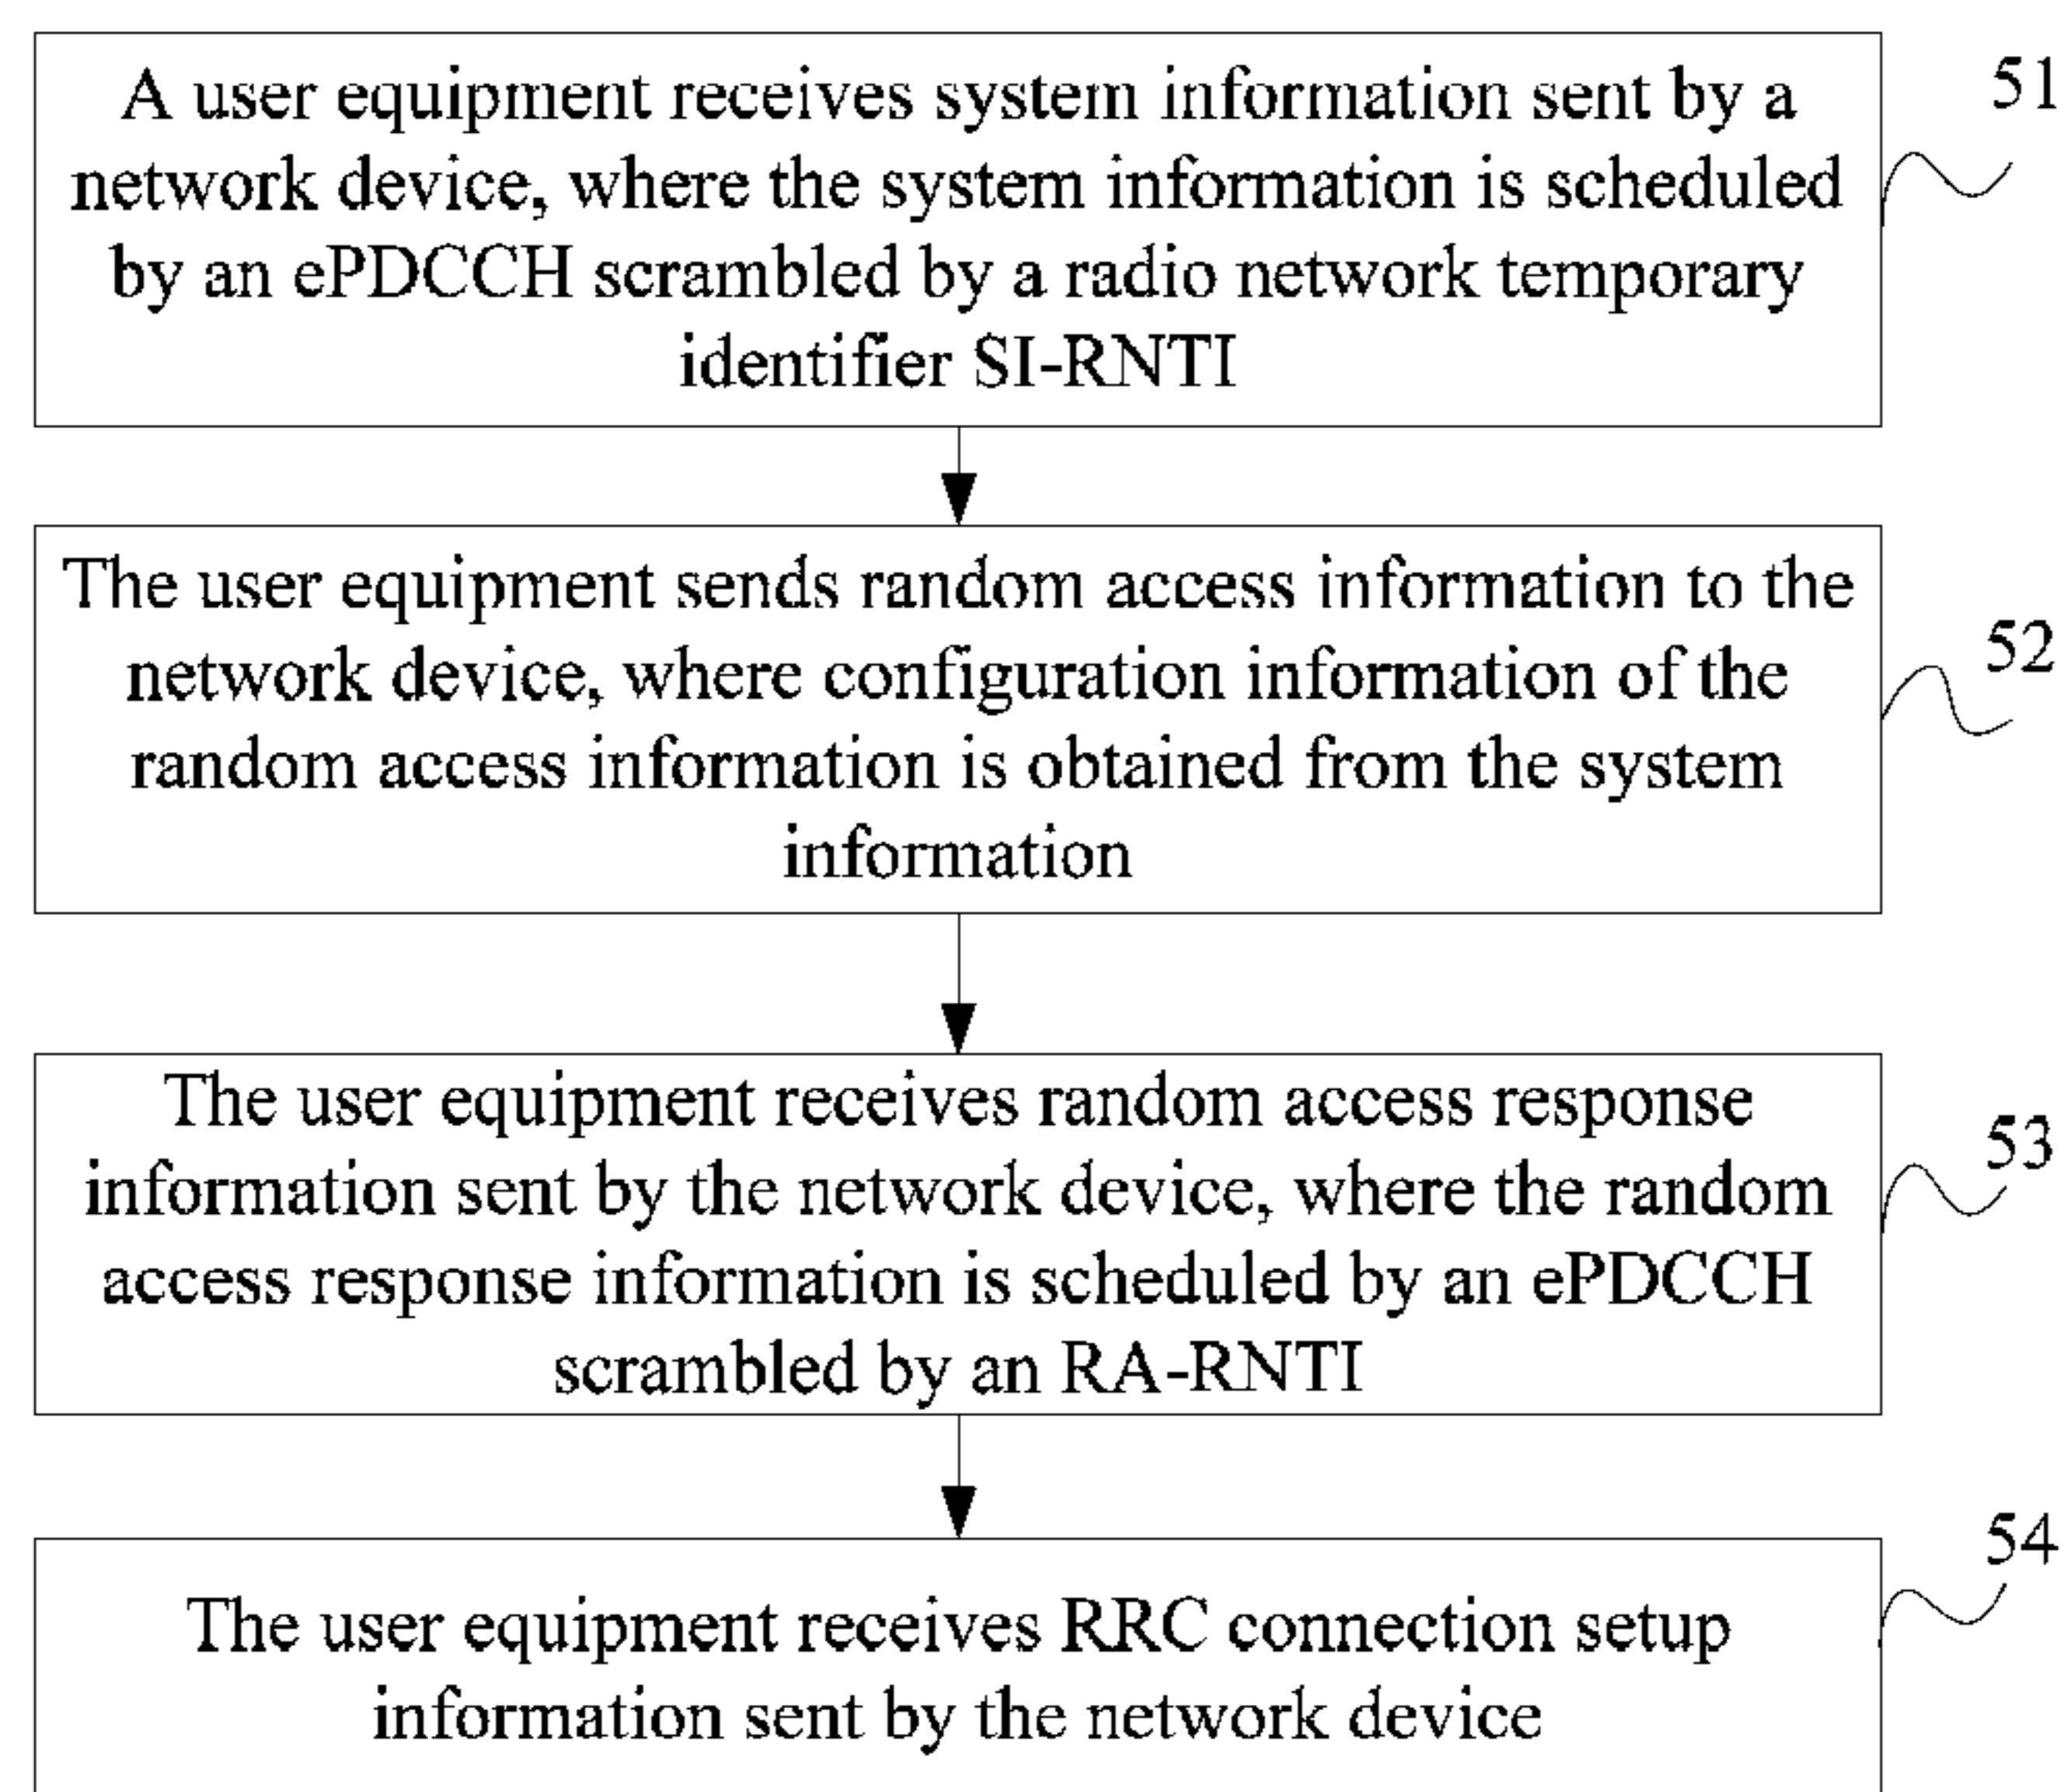 A user equipment receives system information sent by a
network device, where the system information is scheduled
by an ePDCCH scrambled by a radio network temporary
identifier SI-RNTI
51
The user equipment sends random access information to the
network device, where configuration information of the
random access information is obtained from the system
information
52
The user equipment receives random access response
information sent by the network device, where the random
access response information is scheduled by an ePDCCH
scrambled by an RA-RNTI
53
The user equipment receives RRC connection setup
information sent by the network device
54